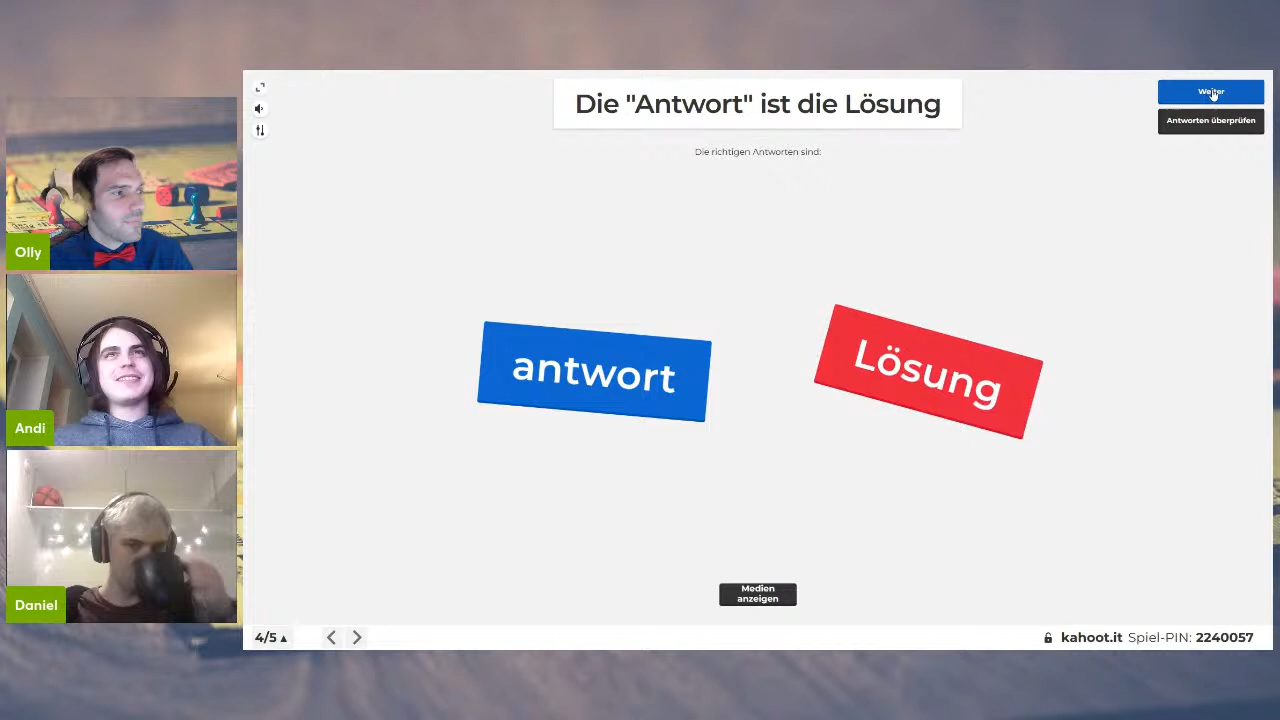 Die "Antwort" ist die Lösung
Weiter
Antworten überprüfen
Die richtigen Antworten sind:
Olly
antwort
Lösung
Andi
Daniel
Medien
anzeigen
4/5
kahoot.it Spiel-PIN: 2240057